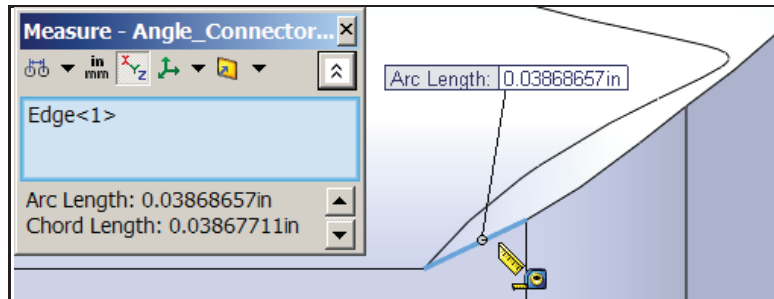 Measure - Angle_Connector...
in
mm
X Y Z
Edge<1>
Arc Length: 0.03868657in
Chord Length: 0.03867711in
Arc Length: 0.03868657in